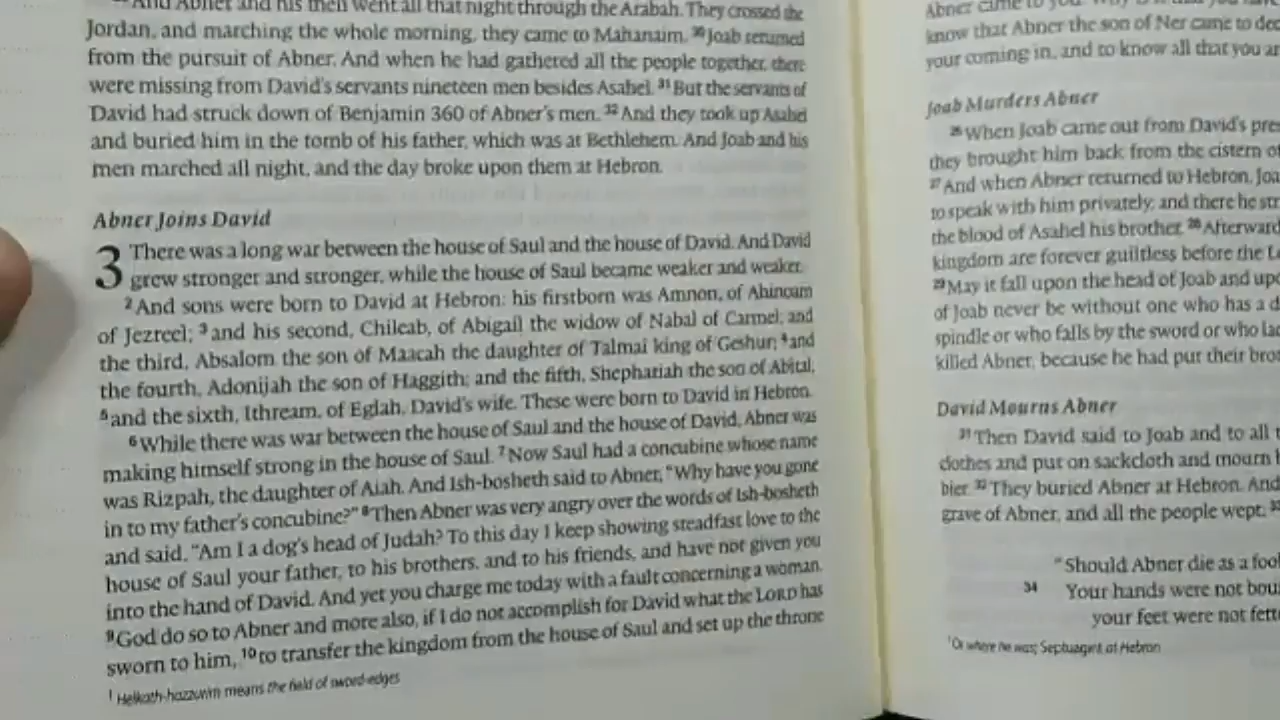 And Abner and his men went all that night through the Arabah. They crossed the
Jordan, and marching the whole morning, they came to Mahanaim. 30 Joab returned
from the pursuit of Abner. And when he had gathered all the people together, there
were missing from David's servants nineteen men besides Asahel. 31 But the servants of
David had struck down of Benjamin 360 of Abner's men. 32 And they took up Asahel
and buried him in the tomb of his father, which was at Bethlehem. And Joab and his
men marched all night, and the day broke upon them at Hebron.
Abner Joins David
3 There was a long war between the house of Saul and the house of David. And David
grew stronger and stronger, while the house of Saul became weaker and weaker.
2 And sons were born to David at Hebron: his firstborn was Amnon, of Ahinoam
of Jezreel; 3 and his second, Chileab, of Abigail the widow of Nabal of Carmel; and
the third, Absalom the son of Maacah the daughter of Talmai king of Geshur; 4 and
the fourth, Adonijah the son of Haggith; and the fifth, Shephatiah the son of Abital;
5 and the sixth, Ithream, of Eglah, David's wife. These were born to David in Hebron.
6 While there was war between the house of Saul and the house of David, Abner was
making himself strong in the house of Saul. 7 Now Saul had a concubine whose name
was Rizpah, the daughter of Aiah. And Ish-bosheth said to Abner, "Why have you gone
in to my father's concubine?" 8 Then Abner was very angry over the words of Ish-bosheth
and said, "Am I a dog's head of Judah? To this day I keep showing steadfast love to the
house of Saul your father, to his brothers, and to his friends, and have not given you
into the hand of David. And yet you charge me today with a fault concerning a woman.
9 God do so to Abner and more also, if I do not accomplish for David what the LORD has
sworn to him, 10 to transfer the kingdom from the house of Saul and set up the throne
1 Helkath-hazzurim means the field of sword-edges
Abner came to you. Why is it that you have
know that Abner the son of Ner came to dec
your coming in, and to know all that you ar
Joab Murders Abner
26 When Joab came out from David's pres
they brought him back from the cistern of
27 And when Abner returned to Hebron, Joa
to speak with him privately, and there he str
the blood of Asahel his brother. 28 Afterward
kingdom are forever guiltless before the L
29 May it fall upon the head of Joab and upo
of Joab never be without one who has a d
spindle or who falls by the sword or who lac
killed Abner, because he had put their brot
David Mourns Abner
31 Then David said to Joab and to all t
clothes and put on sackcloth and mourn b
bier. 32 They buried Abner at Hebron. And
grave of Abner, and all the people wept. 33
"Should Abner die as a fool
34 Your hands were not bou
your feet were not fett
1 Or where he was; Septuagint at Hebron